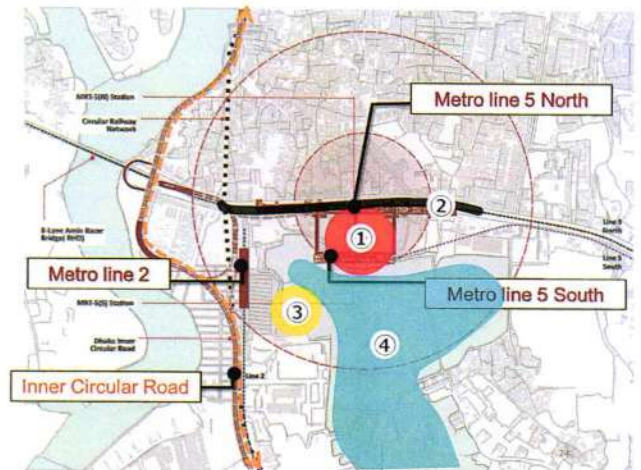 MRT-5(N) Station
Metro line 5 North
Circular Railway
Network
②
8-Lane Amin Bazar
Bridge( RHD)
①
Line 5
North
Line 5
South
Metro line 2
Metro line 5 South
MRT-5(S) Station
③
④
Dhaka Inner
Circular Road
Inner Circular Road
Line 2
24